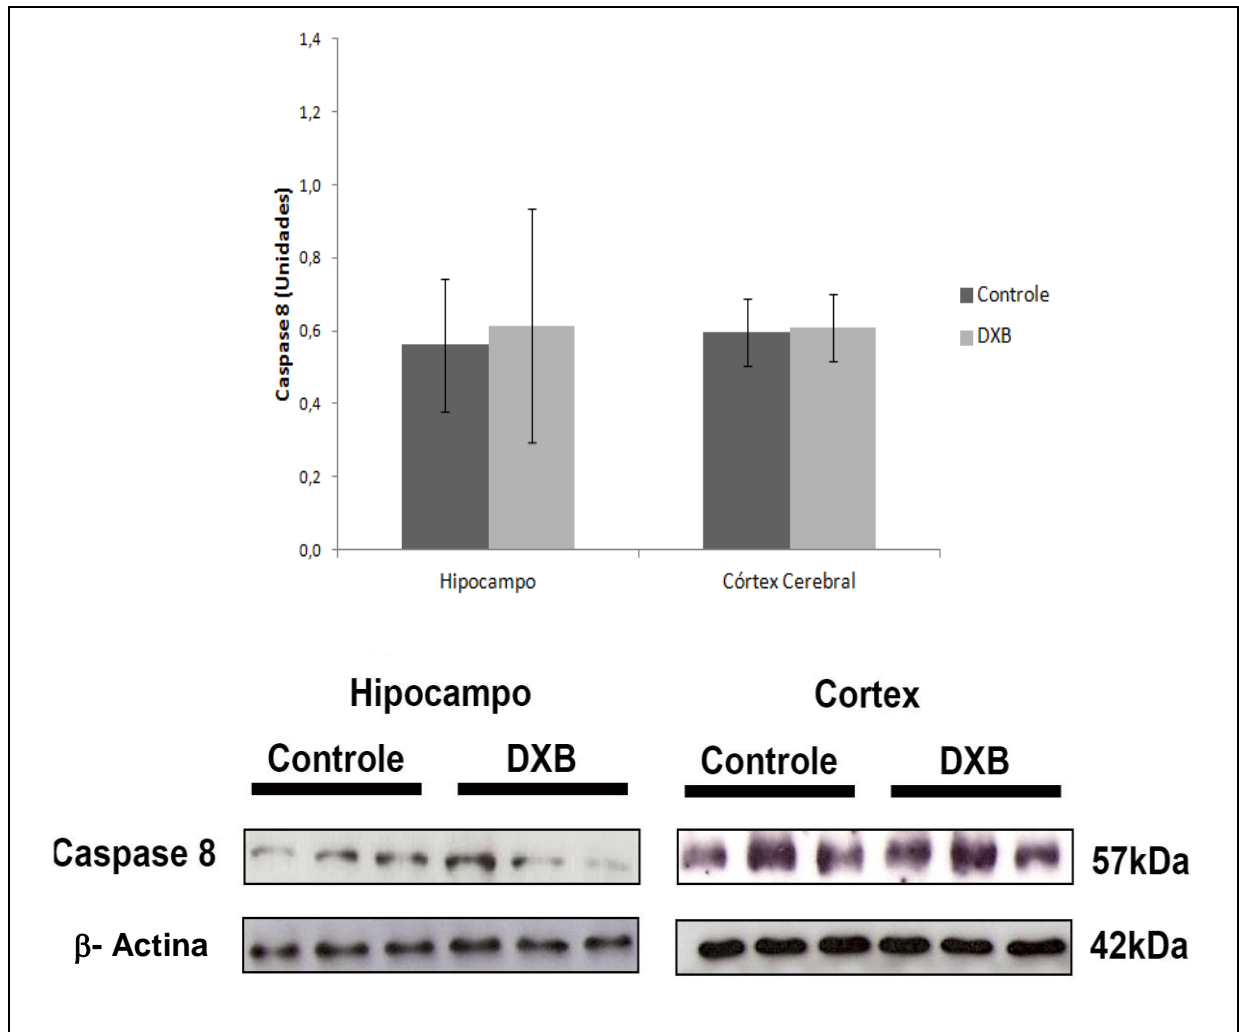 1,4
1,2
1,0
0,8
0,6
0,4
0,2
0,0
Caspase 8 (Unidades)
Hipocampo
Córtex Cerebral
Controle
DXB
Hipocampo
Cortex
Controle
DXB
Controle
DXB
Caspase 8
57kDa
β- Actina
42kDa